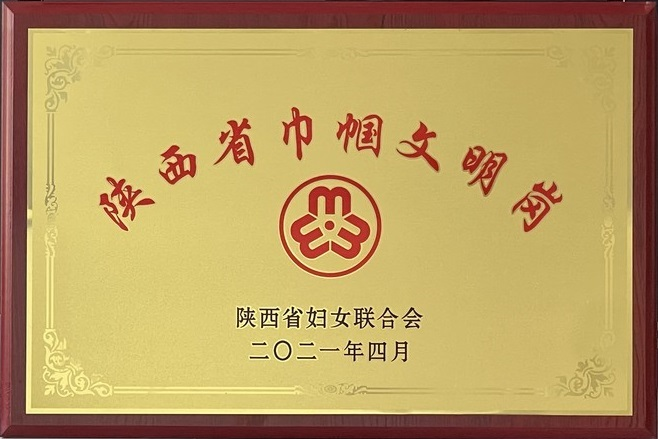 陕西省巾帼文明岗
陕西省妇女联合会
二〇二一年四月